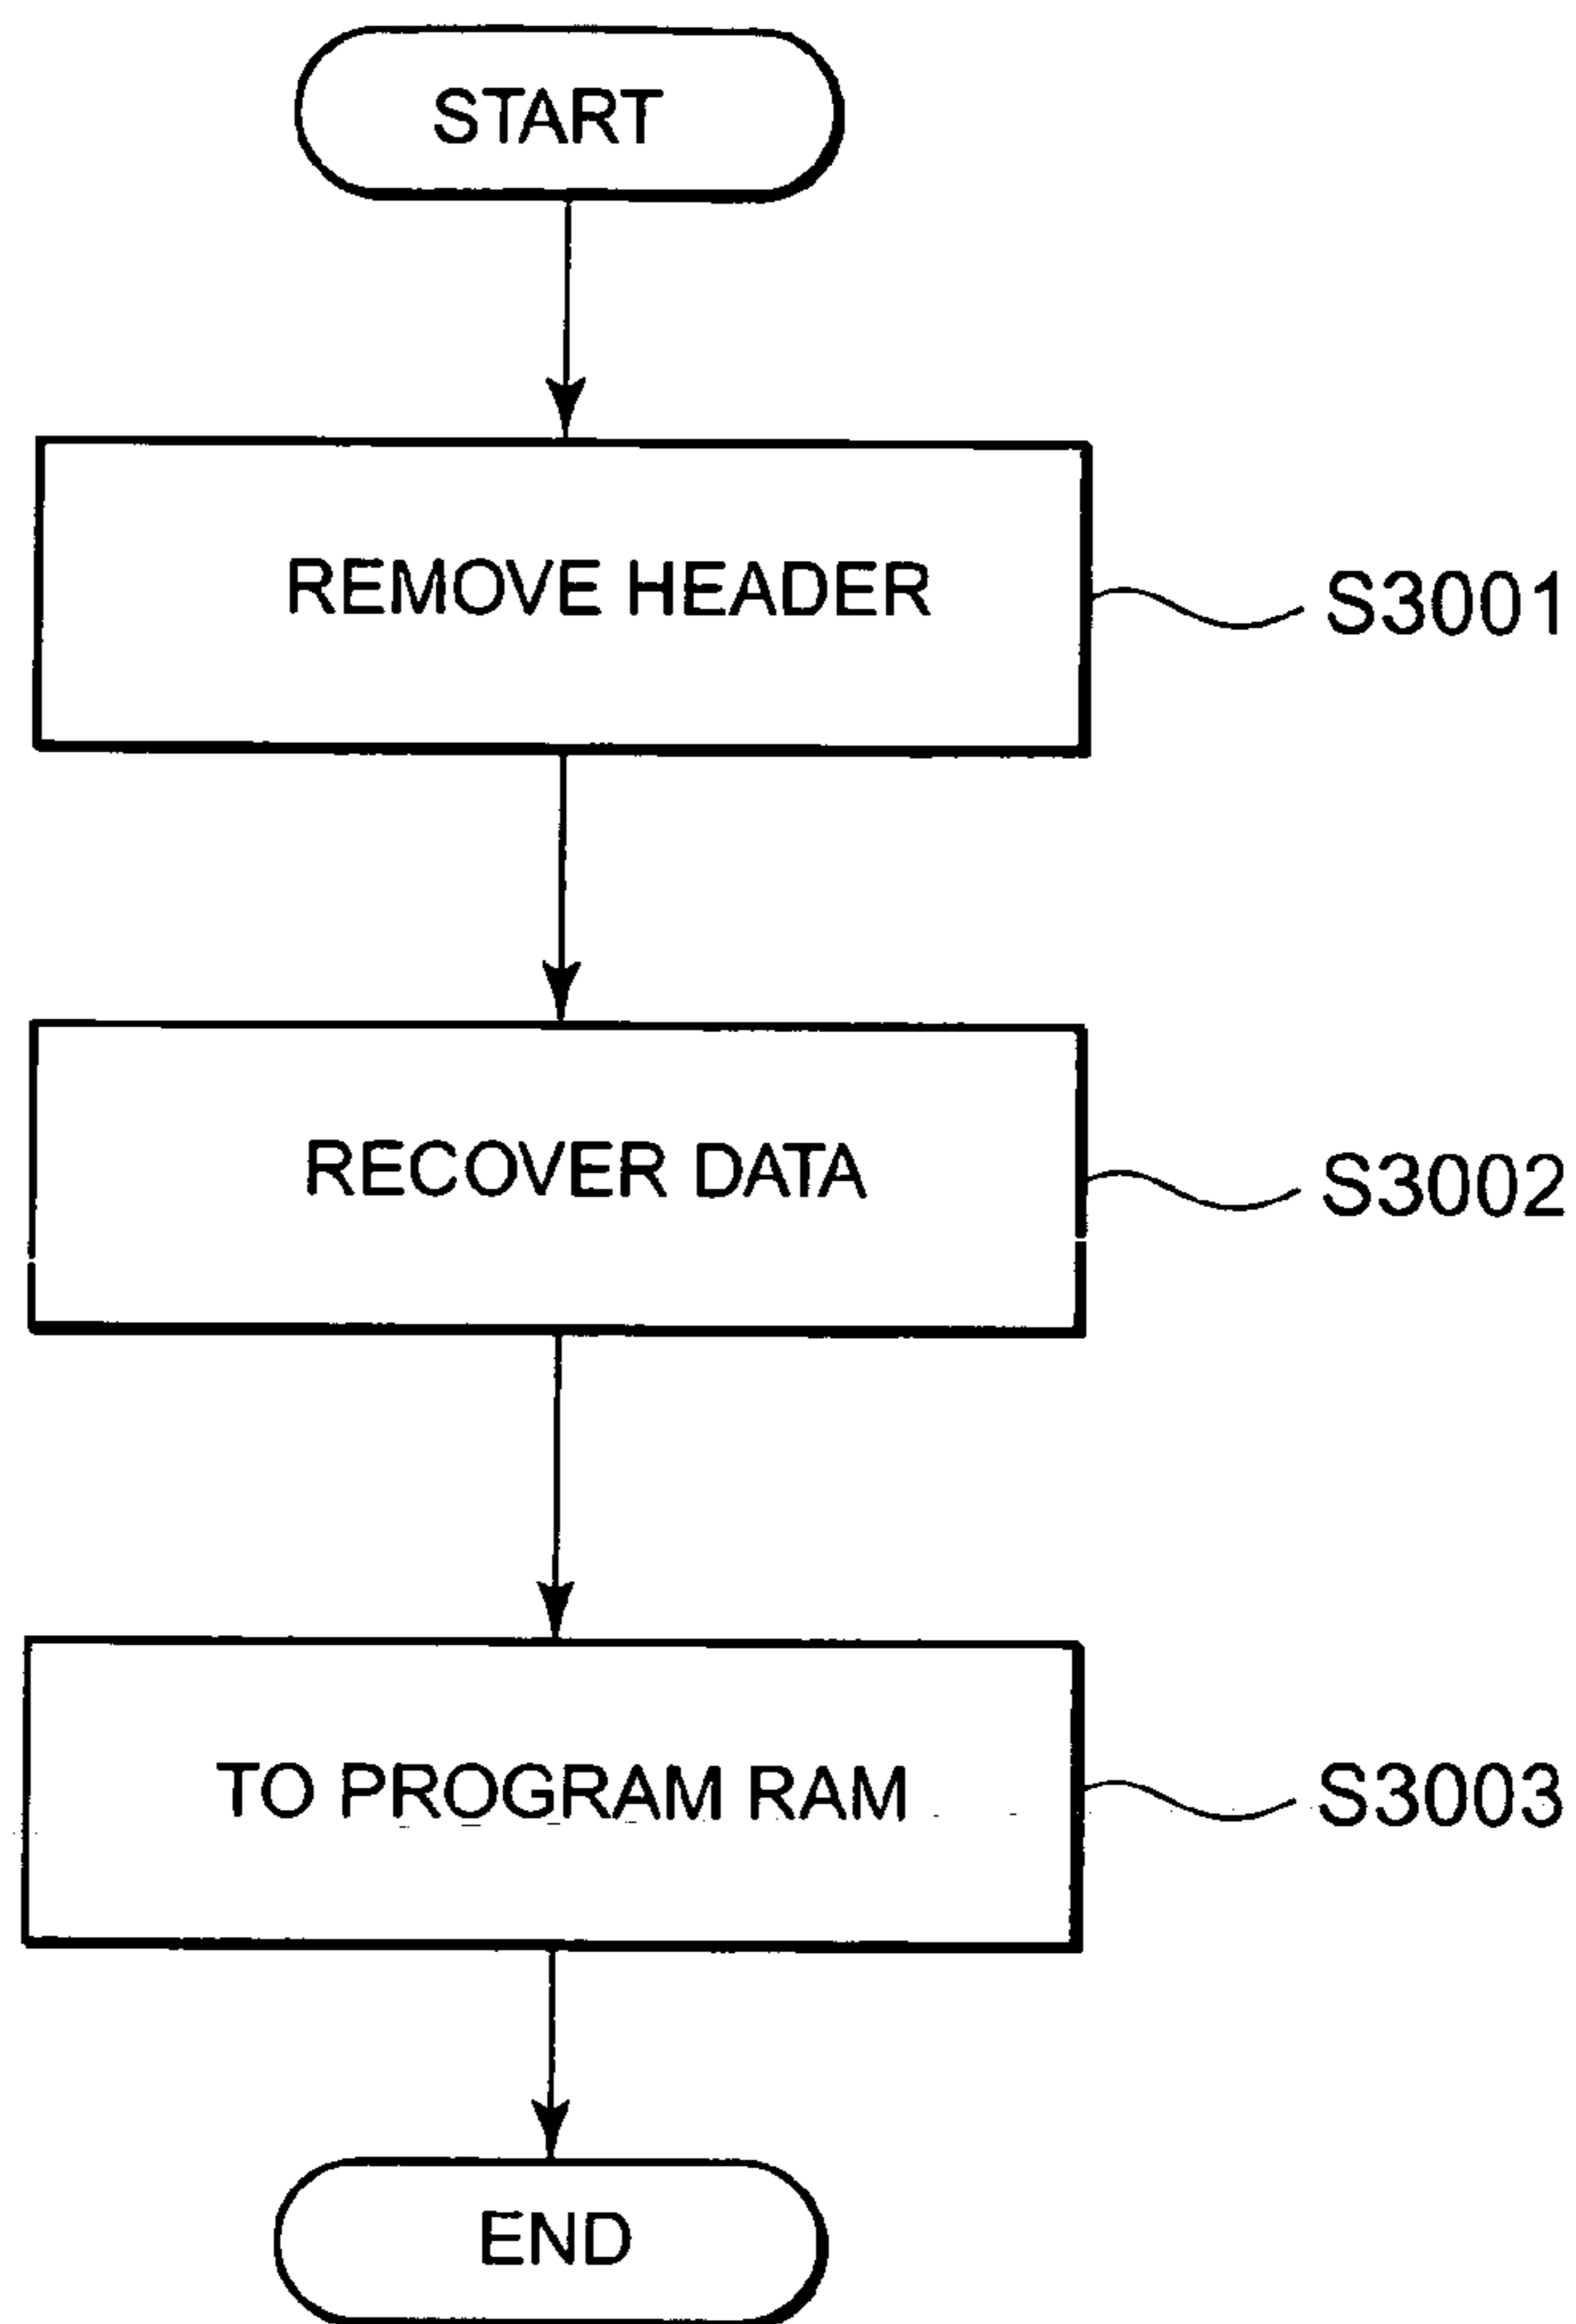 START
REMOVE HEADER
S3001
RECOVER DATA
S3002
TO PROGRAM RAM
S3003
END